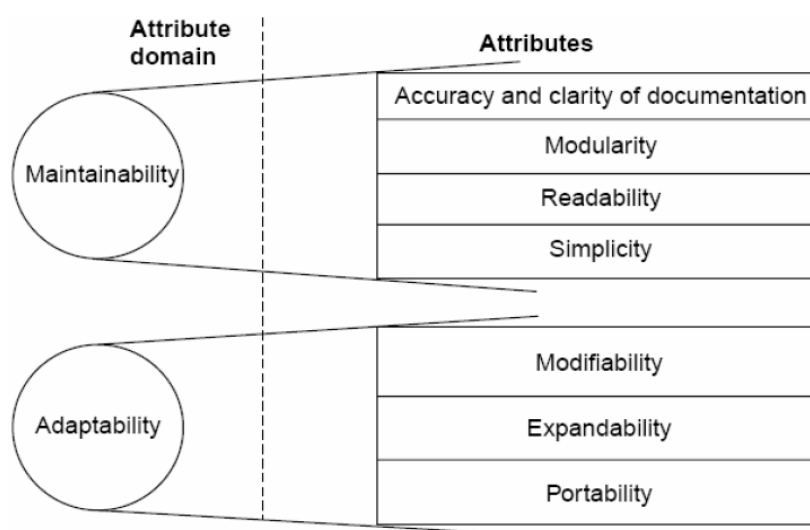 Attribute
domain
Attributes
Accuracy and clarity of documentation
Maintainability
Modularity
Readability
Simplicity
Modifiability
Adaptability
Expandability
Portability